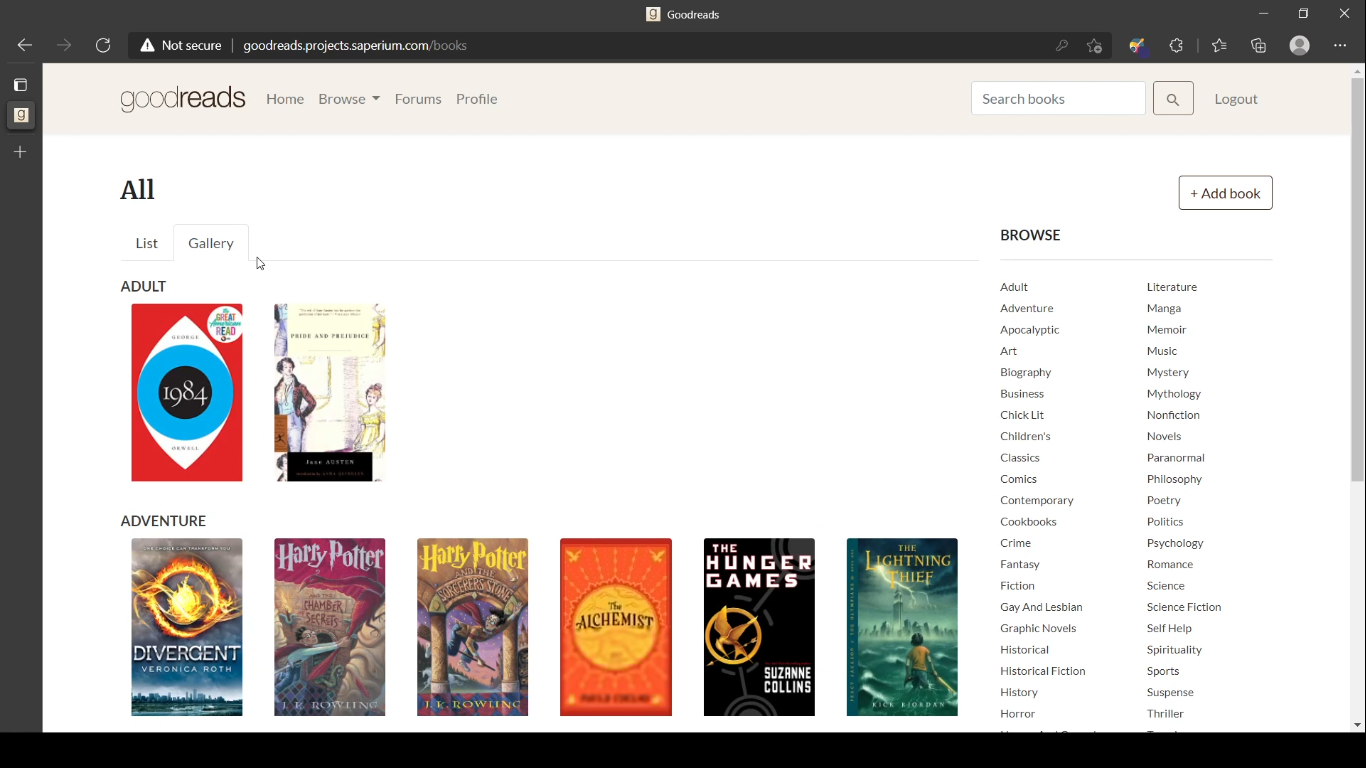 g Goodreads
Not secure goodreads.projects.saperium.com/books
g
goodreads Home Browse Forums Profile Search books Logout
All
+ Add book
List Gallery
BROWSE
ADULT
THE GREAT American READ
GEORGE
1984
ORWELL
PRIDE AND PREJUDICE
Jane AUSTEN
ADVENTURE
ONE CHOICE CAN TRANSFORM YOU
DIVERGENT
VERONICA ROTH
Harry Potter
AND THE
CHAMBER OF SECRETS
J. K. ROWLING
Harry Potter
AND THE
SORCERER'S STONE
J. K. ROWLING
The
ALCHEMIST
PAULO COELHO
THE
HUNGER
GAMES
SUZANNE
COLLINS
THE
LIGHTNING
THIEF
RICK RIORDAN
Adult
Adventure
Apocalyptic
Art
Biography
Business
Chick Lit
Children's
Classics
Comics
Contemporary
Cookbooks
Crime
Fantasy
Fiction
Gay And Lesbian
Graphic Novels
Historical
Historical Fiction
History
Horror
Literature
Manga
Memoir
Music
Mystery
Mythology
Nonfiction
Novels
Paranormal
Philosophy
Poetry
Politics
Psychology
Romance
Science
Science Fiction
Self Help
Spirituality
Sports
Suspense
Thriller